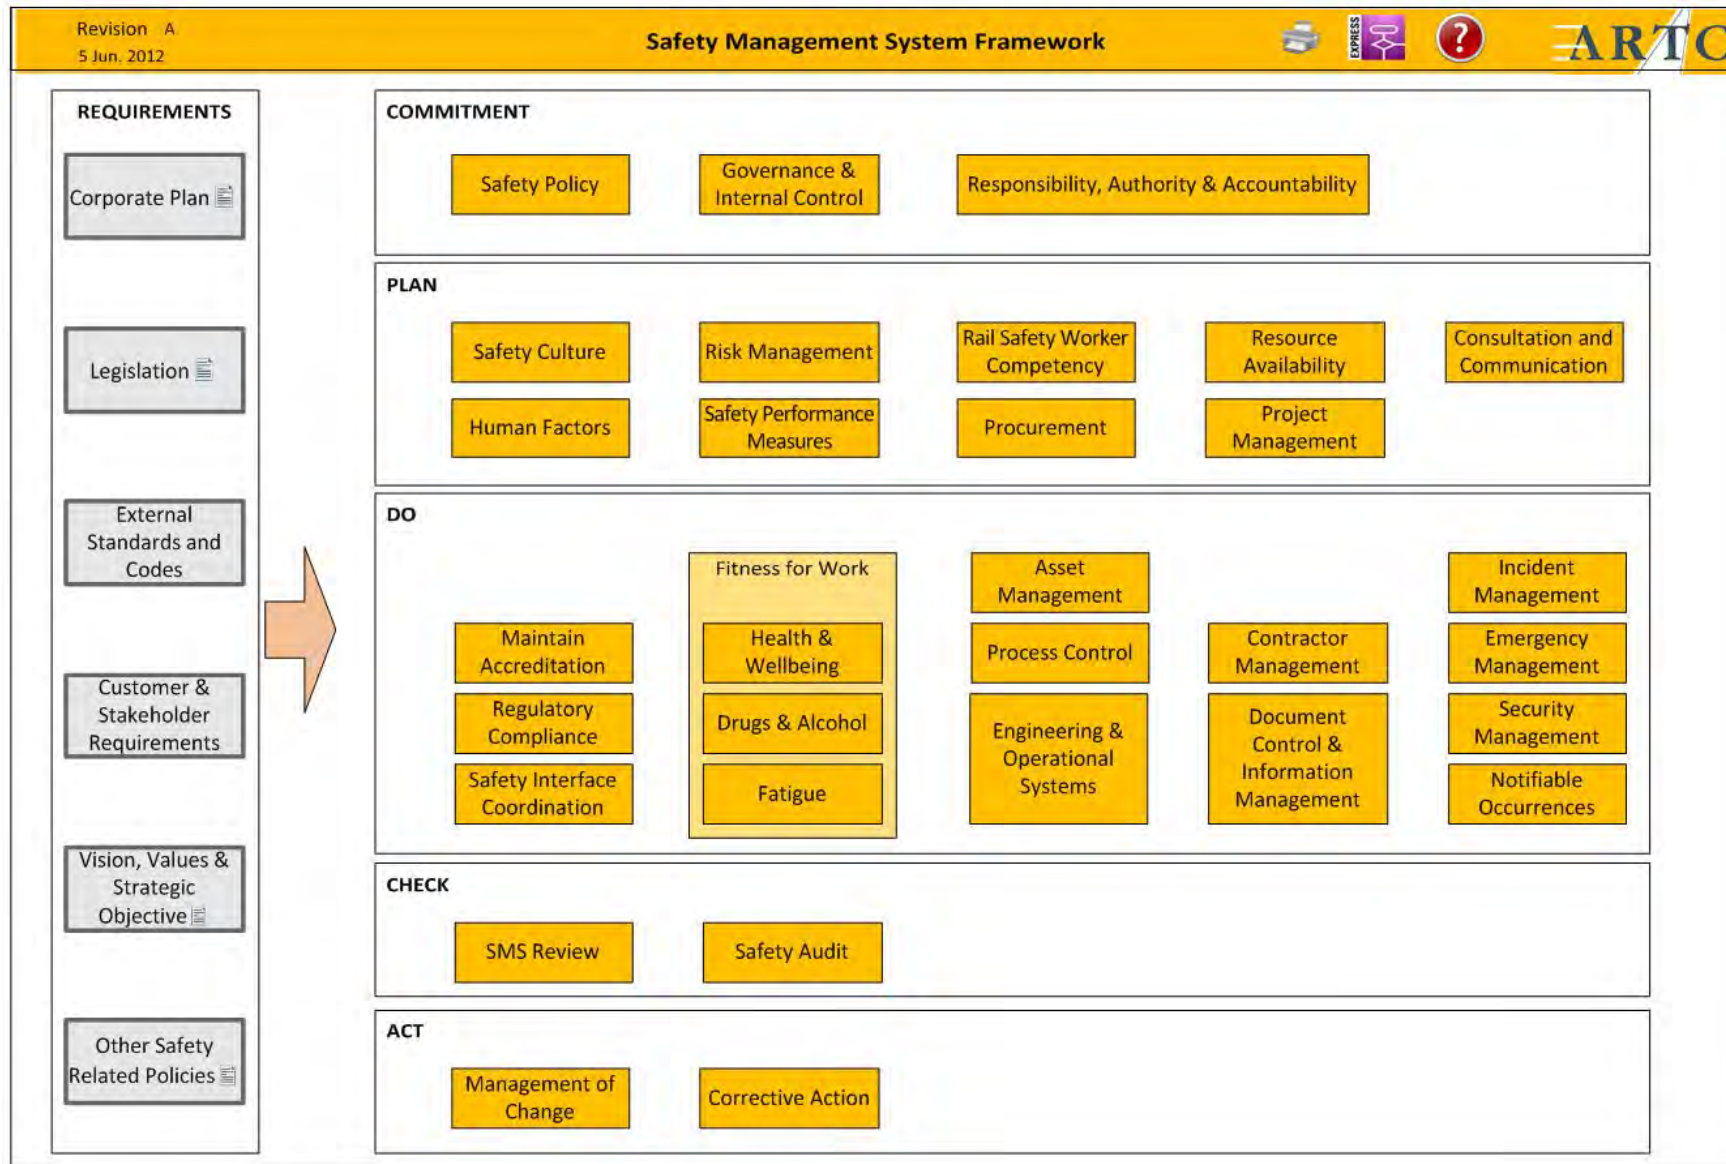 Revision A
5 Jun. 2012
Safety Management System Framework
EXPRESS
?
ARTC
REQUIREMENTS
Corporate Plan
Legislation
External
Standards and
Codes
Customer &
Stakeholder
Requirements
Vision, Values &
Strategic
Objective
Other Safety
Related Policies
COMMITMENT
Safety Policy
Governance &
Internal Control
Responsibility, Authority & Accountability
PLAN
Safety Culture
Risk Management
Rail Safety Worker
Competency
Resource
Availability
Consultation and
Communication
Human Factors
Safety Performance
Measures
Procurement
Project
Management
DO
Maintain
Accreditation
Regulatory
Compliance
Safety Interface
Coordination
Fitness for Work
Health &
Wellbeing
Drugs & Alcohol
Fatigue
Asset
Management
Process Control
Engineering &
Operational
Systems
Contractor
Management
Document
Control &
Information
Management
Incident
Management
Emergency
Management
Security
Management
Notifiable
Occurrences
CHECK
SMS Review
Safety Audit
ACT
Management of
Change
Corrective Action